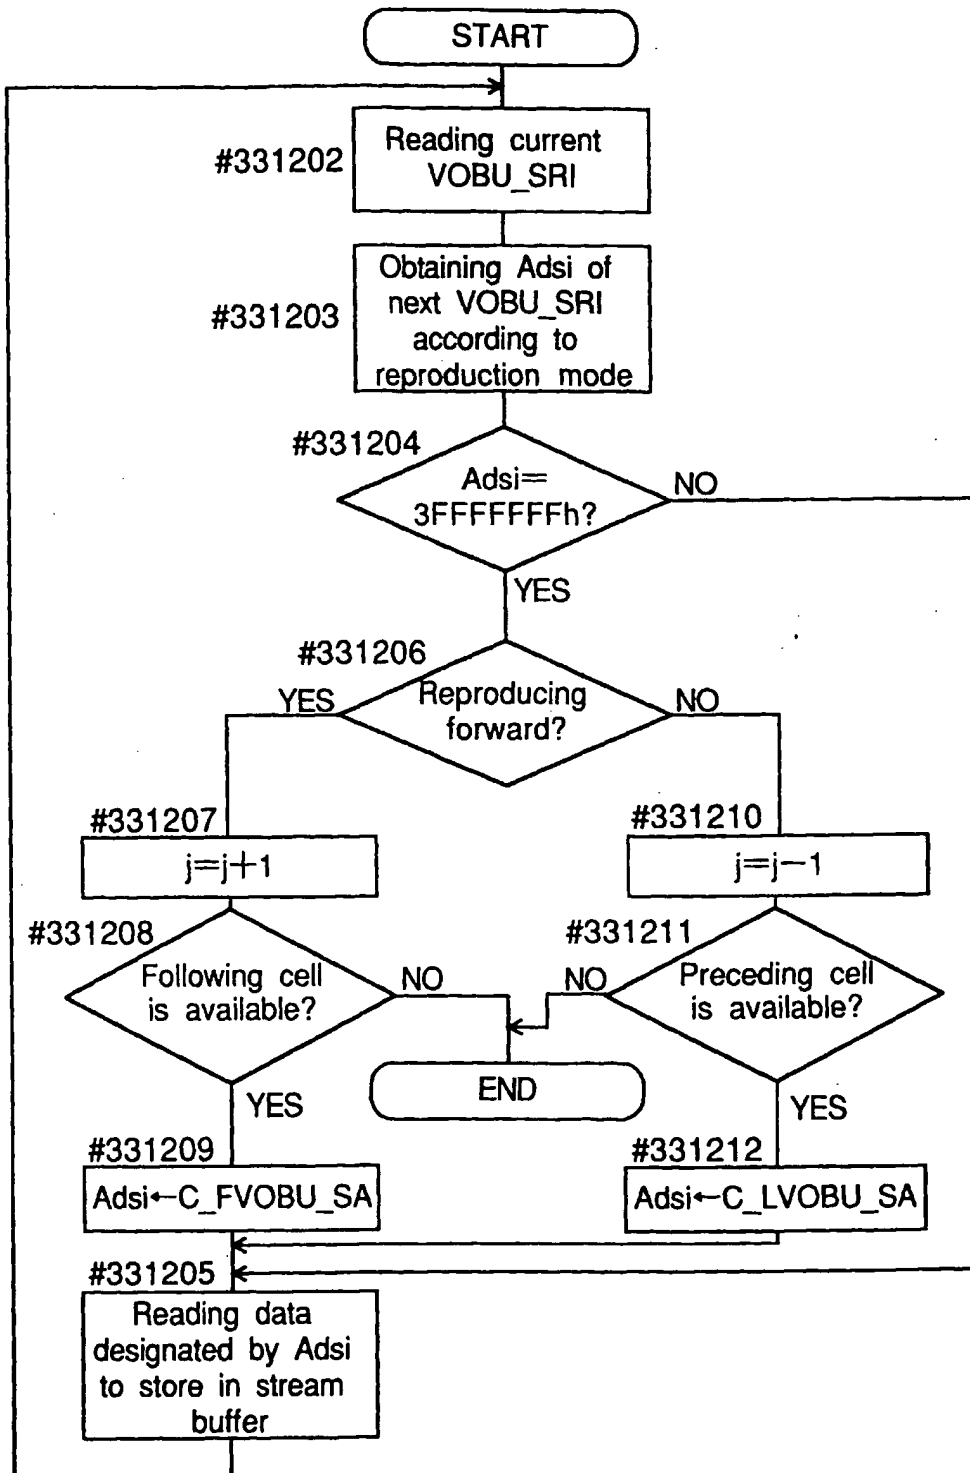 START
#331202
Reading current
VOBU_SRI
#331203
Obtaining Adsi of
next VOBU_SRI
according to
reproduction mode
#331204
Adsi=
3FFFFFFFh?
NO
YES
#331206
YES
Reproducing
forward?
NO
#331207
j=j+1
#331210
j=j−1
#331208
Following cell
is available?
NO
#331211
NO
Preceding cell
is available?
END
YES
YES
#331209
Adsi←C_FVOBU_SA
#331212
Adsi←C_LVOBU_SA
#331205
Reading data
designated by Adsi
to store in stream
buffer